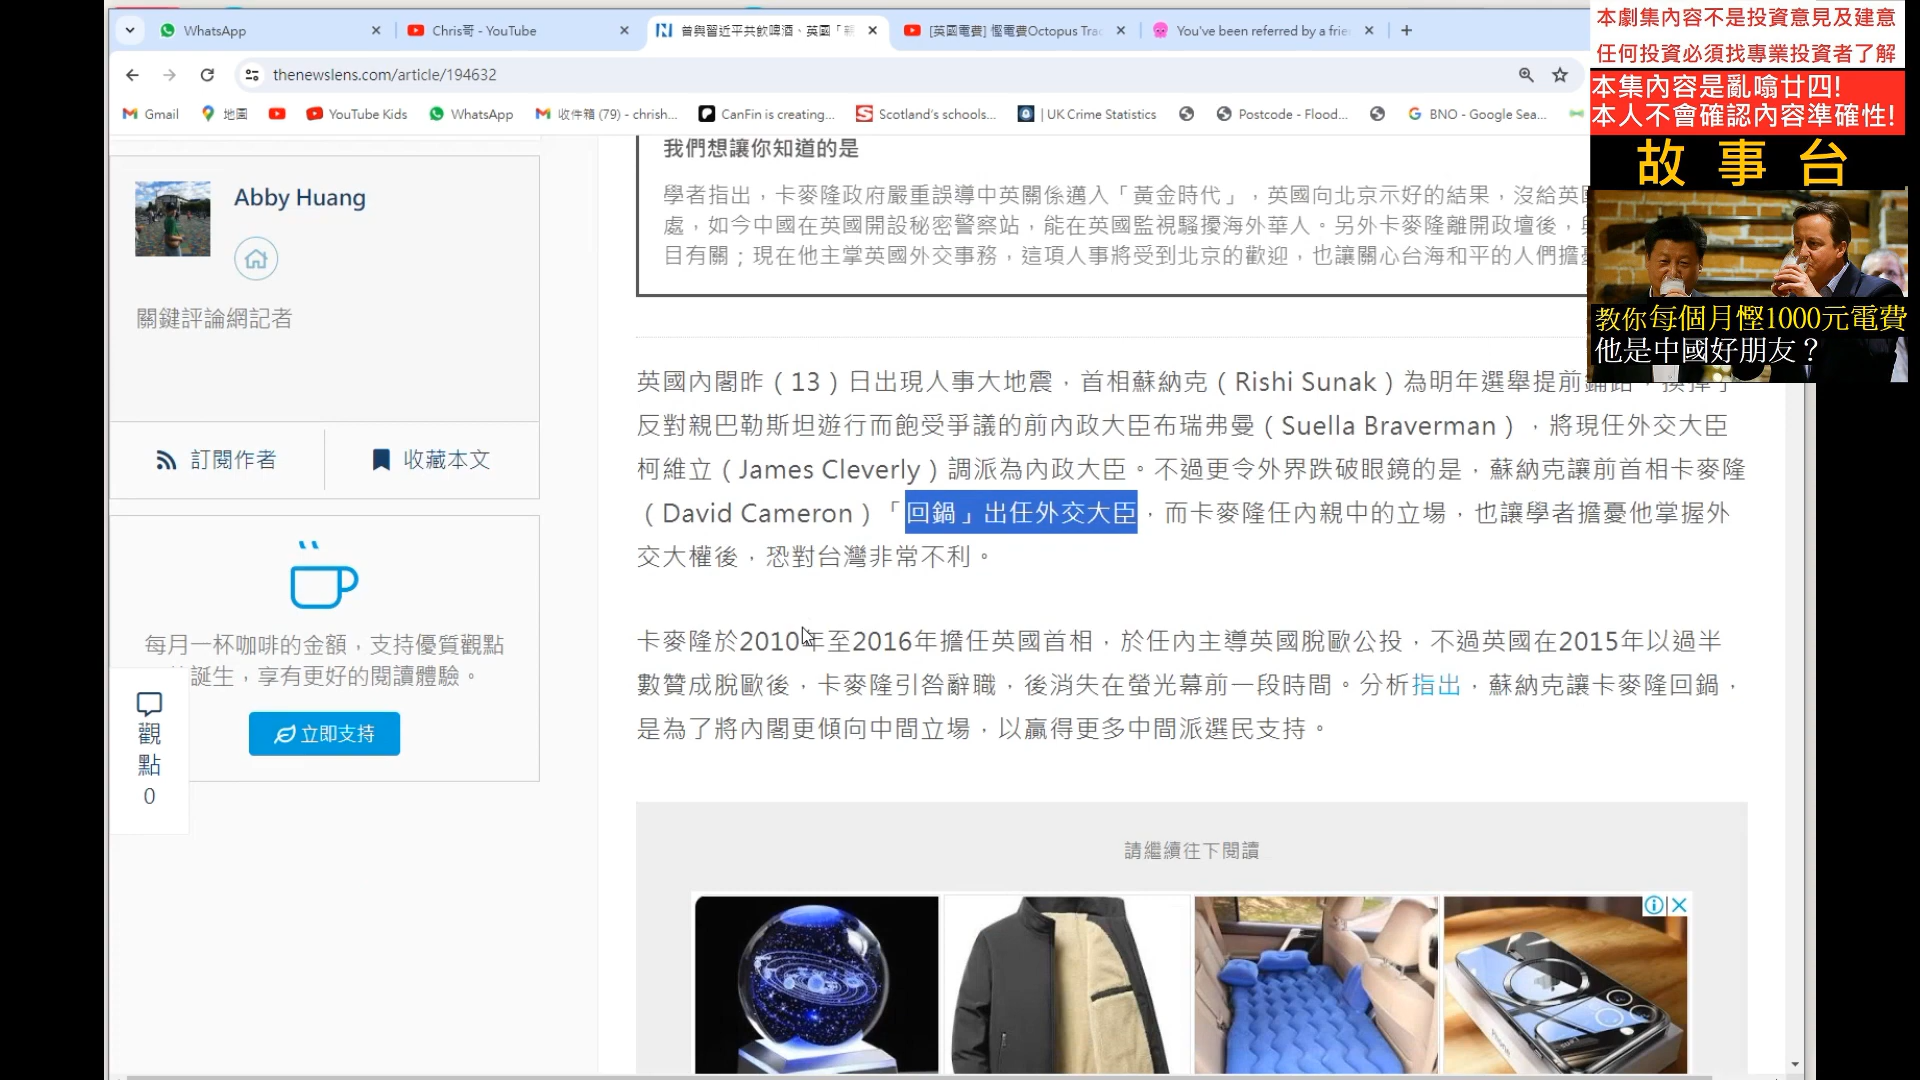 WhatsApp
Chris哥 - YouTube
首與習近平共飲啤酒、英國「親
[英國電費] 慳電費Octopus Trac
You've been referred by a frie
thenewslens.com/article/194632
Gmail
地圖
YouTube Kids
WhatsApp
收件箱 (79) - chrish...
CanFin is creating...
Scotland's schools...
| UK Crime Statistics
Postcode - Flood...
BNO - Google Sea...
本劇集內容不是投資意見及建意
任何投資必須找專業投資者了解
本集內容是亂噏廿四!
本人不會確認內容準確性!
故事台
教你每個月慳1000元電費
他是中國好朋友？
Abby Huang
關鍵評論網記者
訂閱作者
收藏本文
每月一杯咖啡的金額，支持優質觀點
誕生，享有更好的閱讀體驗。
立即支持
觀
點
0
我們想讓你知道的是
學者指出，卡麥隆政府嚴重誤導中英關係邁入「黃金時代」，英國向北京示好的結果，沒給英
處，如今中國在英國開設秘密警察站，能在英國監視騷擾海外華人。另外卡麥隆離開政壇後，
目有關；現在他主掌英國外交事務，這項人事將受到北京的歡迎，也讓關心台海和平的人們擔
英國內閣昨（13）日出現人事大地震，首相蘇納克（Rishi Sunak）為明年選舉提前
反對親巴勒斯坦遊行而飽受爭議的前內政大臣布瑞弗曼（Suella Braverman），將現任外交大臣
柯維立（James Cleverly）調派為內政大臣。不過更令外界跌破眼鏡的是，蘇納克讓前首相卡麥隆
（David Cameron）「回鍋」出任外交大臣，而卡麥隆任內親中的立場，也讓學者擔憂他掌握外
交大權後，恐對台灣非常不利。
卡麥隆於2010年至2016年擔任英國首相，於任內主導英國脫歐公投，不過英國在2015年以過半
數贊成脫歐後，卡麥隆引咎辭職，後消失在螢光幕前一段時間。分析指出，蘇納克讓卡麥隆回鍋，
是為了將內閣更傾向中間立場，以贏得更多中間派選民支持。
請繼續往下閱讀